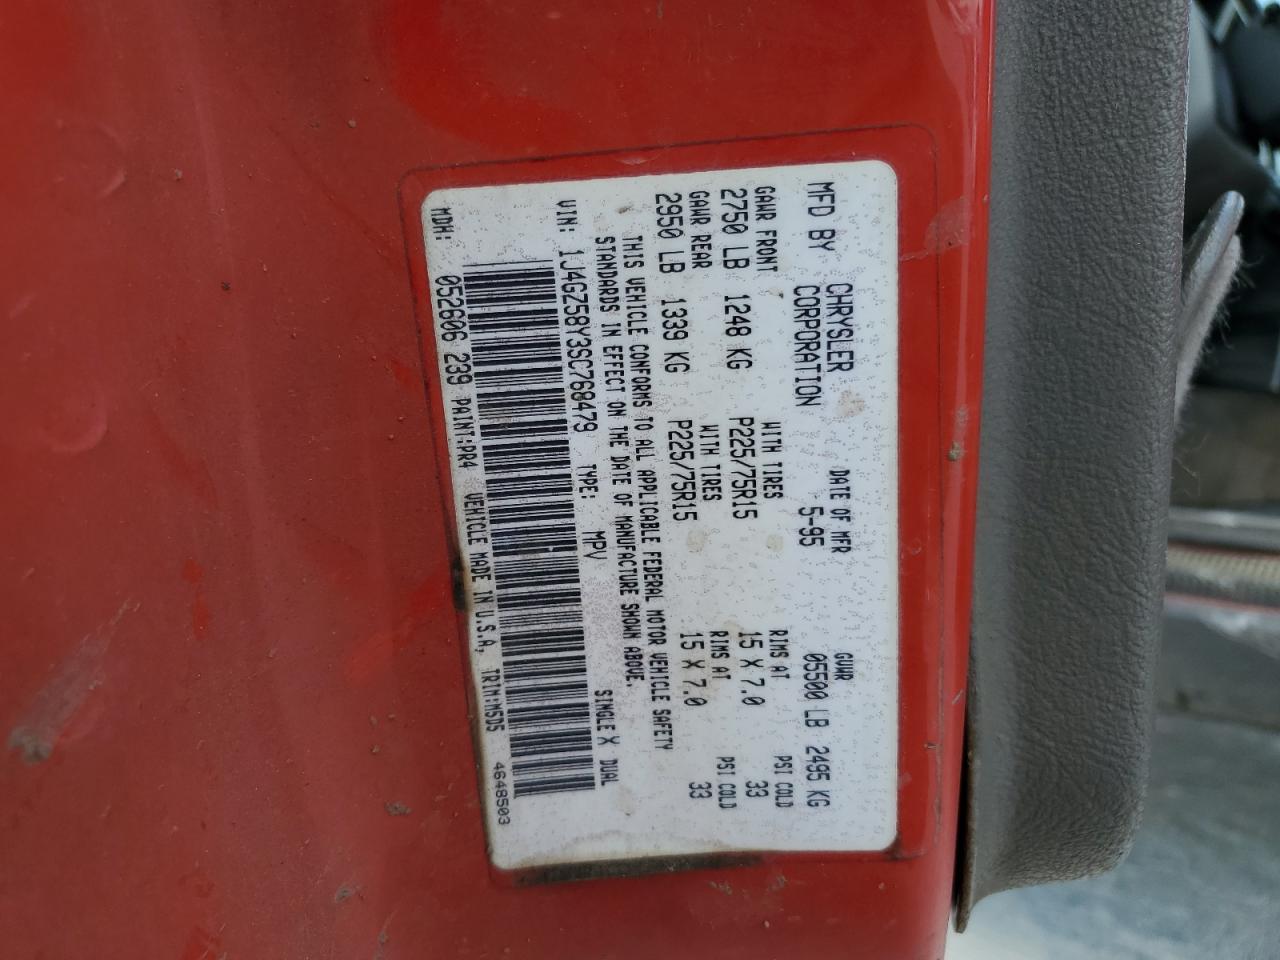 MFD BY CHRYSLER CORPORATION DATE OF MFR 5-95 GVWR 05500 LB 2495 KG
GAWR FRONT WITH TIRES RIMS AT PSI COLD
2750 LB 1248 KG P225/75R15 15 X 7.0 33
GAWR REAR WITH TIRES RIMS AT PSI COLD
2950 LB 1339 KG P225/75R15 15 X 7.0 33
THIS VEHICLE CONFORMS TO ALL APPLICABLE FEDERAL MOTOR VEHICLE SAFETY
STANDARDS IN EFFECT ON THE DATE OF MANUFACTURE SHOWN ABOVE.
VIN: 1J4GZ58Y3SC768479 TYPE: MPV SINGLE X DUAL
MDH: 052606 239 PAINT:PR4 VEHICLE MADE IN U.S.A. TRIM:M5D5 4648503